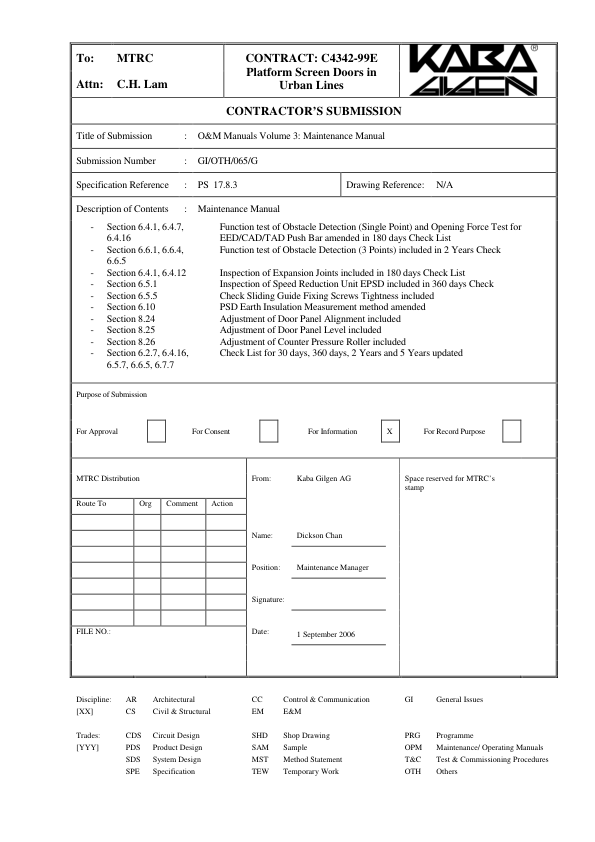 To: MTRC
Attn: C.H. Lam
CONTRACT: C4342-99E
Platform Screen Doors in
Urban Lines
KABA®
GILGEN
CONTRACTOR'S SUBMISSION
Title of Submission : O&M Manuals Volume 3: Maintenance Manual
Submission Number : GI/OTH/065/G
Specification Reference : PS 17.8.3
Drawing Reference: N/A
Description of Contents : Maintenance Manual
- Section 6.4.1, 6.4.7, Function test of Obstacle Detection (Single Point) and Opening Force Test for
6.4.16 EED/CAD/TAD Push Bar amended in 180 days Check List
- Section 6.6.1, 6.6.4, Function test of Obstacle Detection (3 Points) included in 2 Years Check
6.6.5
- Section 6.4.1, 6.4.12 Inspection of Expansion Joints included in 180 days Check List
- Section 6.5.1 Inspection of Speed Reduction Unit EPSD included in 360 days Check
- Section 6.5.5 Check Sliding Guide Fixing Screws Tightness included
- Section 6.10 PSD Earth Insulation Measurement method amended
- Section 8.24 Adjustment of Door Panel Alignment included
- Section 8.25 Adjustment of Door Panel Level included
- Section 8.26 Adjustment of Counter Pressure Roller included
- Section 6.2.7, 6.4.16, Check List for 30 days, 360 days, 2 Years and 5 Years updated
6.5.7, 6.6.5, 6.7.7
Purpose of Submission
For Approval For Consent For Information X For Record Purpose
MTRC Distribution
Route To Org Comment Action
FILE NO.:
From: Kaba Gilgen AG
Name: Dickson Chan
Position: Maintenance Manager
Signature:
Date: 1 September 2006
Space reserved for MTRC's
stamp
Discipline: AR Architectural CC Control & Communication GI General Issues
[XX] CS Civil & Structural EM E&M
Trades: CDS Circuit Design SHD Shop Drawing PRG Programme
[YYY] PDS Product Design SAM Sample OPM Maintenance/ Operating Manuals
SDS System Design MST Method Statement T&C Test & Commissioning Procedures
SPE Specification TEW Temporary Work OTH Others